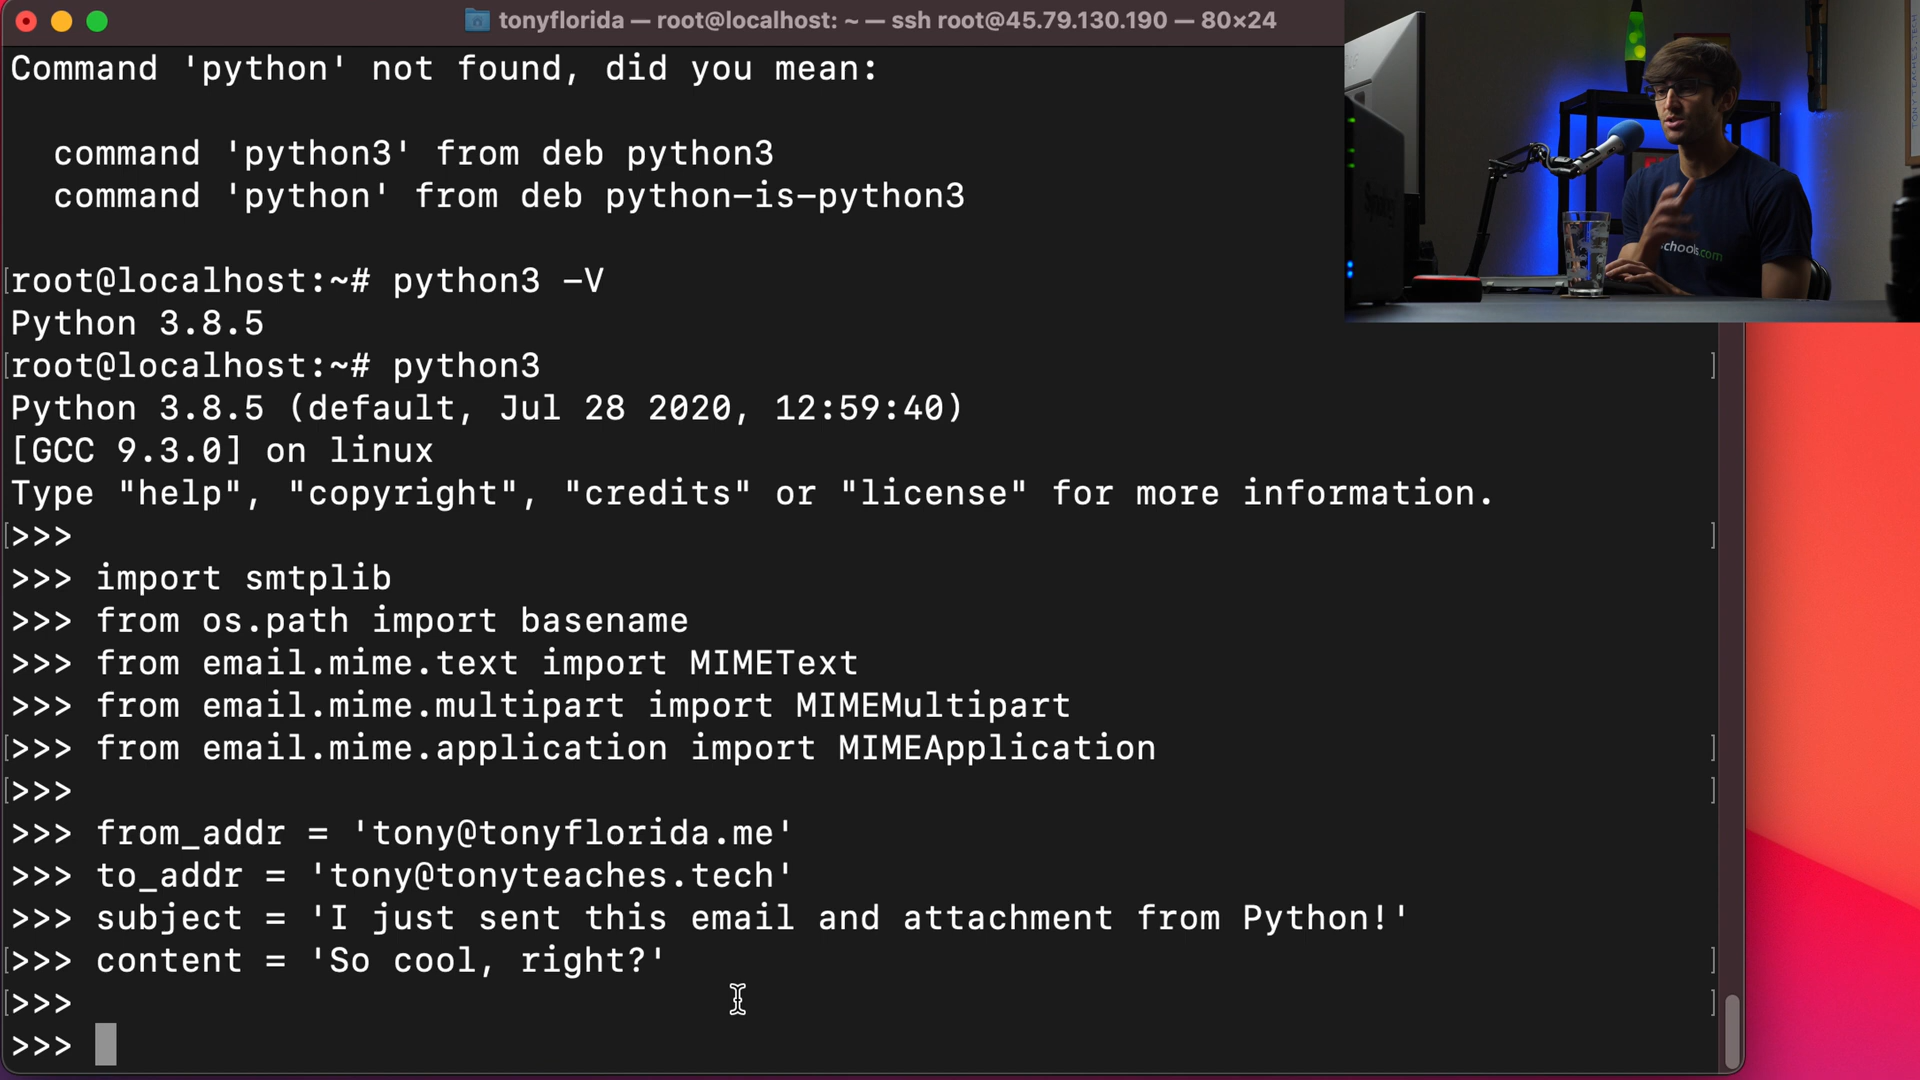 tonyflorida — root@localhost: ~ — ssh root@45.79.130.190 — 80×24
Command 'python' not found, did you mean:
command 'python3' from deb python3
command 'python' from deb python-is-python3
root@localhost:~# python3 -V
Python 3.8.5
root@localhost:~# python3
Python 3.8.5 (default, Jul 28 2020, 12:59:40)
[GCC 9.3.0] on linux
Type "help", "copyright", "credits" or "license" for more information.
>>>
>>> import smtplib
>>> from os.path import basename
>>> from email.mime.text import MIMEText
>>> from email.mime.multipart import MIMEMultipart
>>> from email.mime.application import MIMEApplication
>>>
>>> from_addr = 'tony@tonyflorida.me'
>>> to_addr = 'tony@tonyteaches.tech'
>>> subject = 'I just sent this email and attachment from Python!'
>>> content = 'So cool, right?'
>>>
>>>
Synology
chools.com